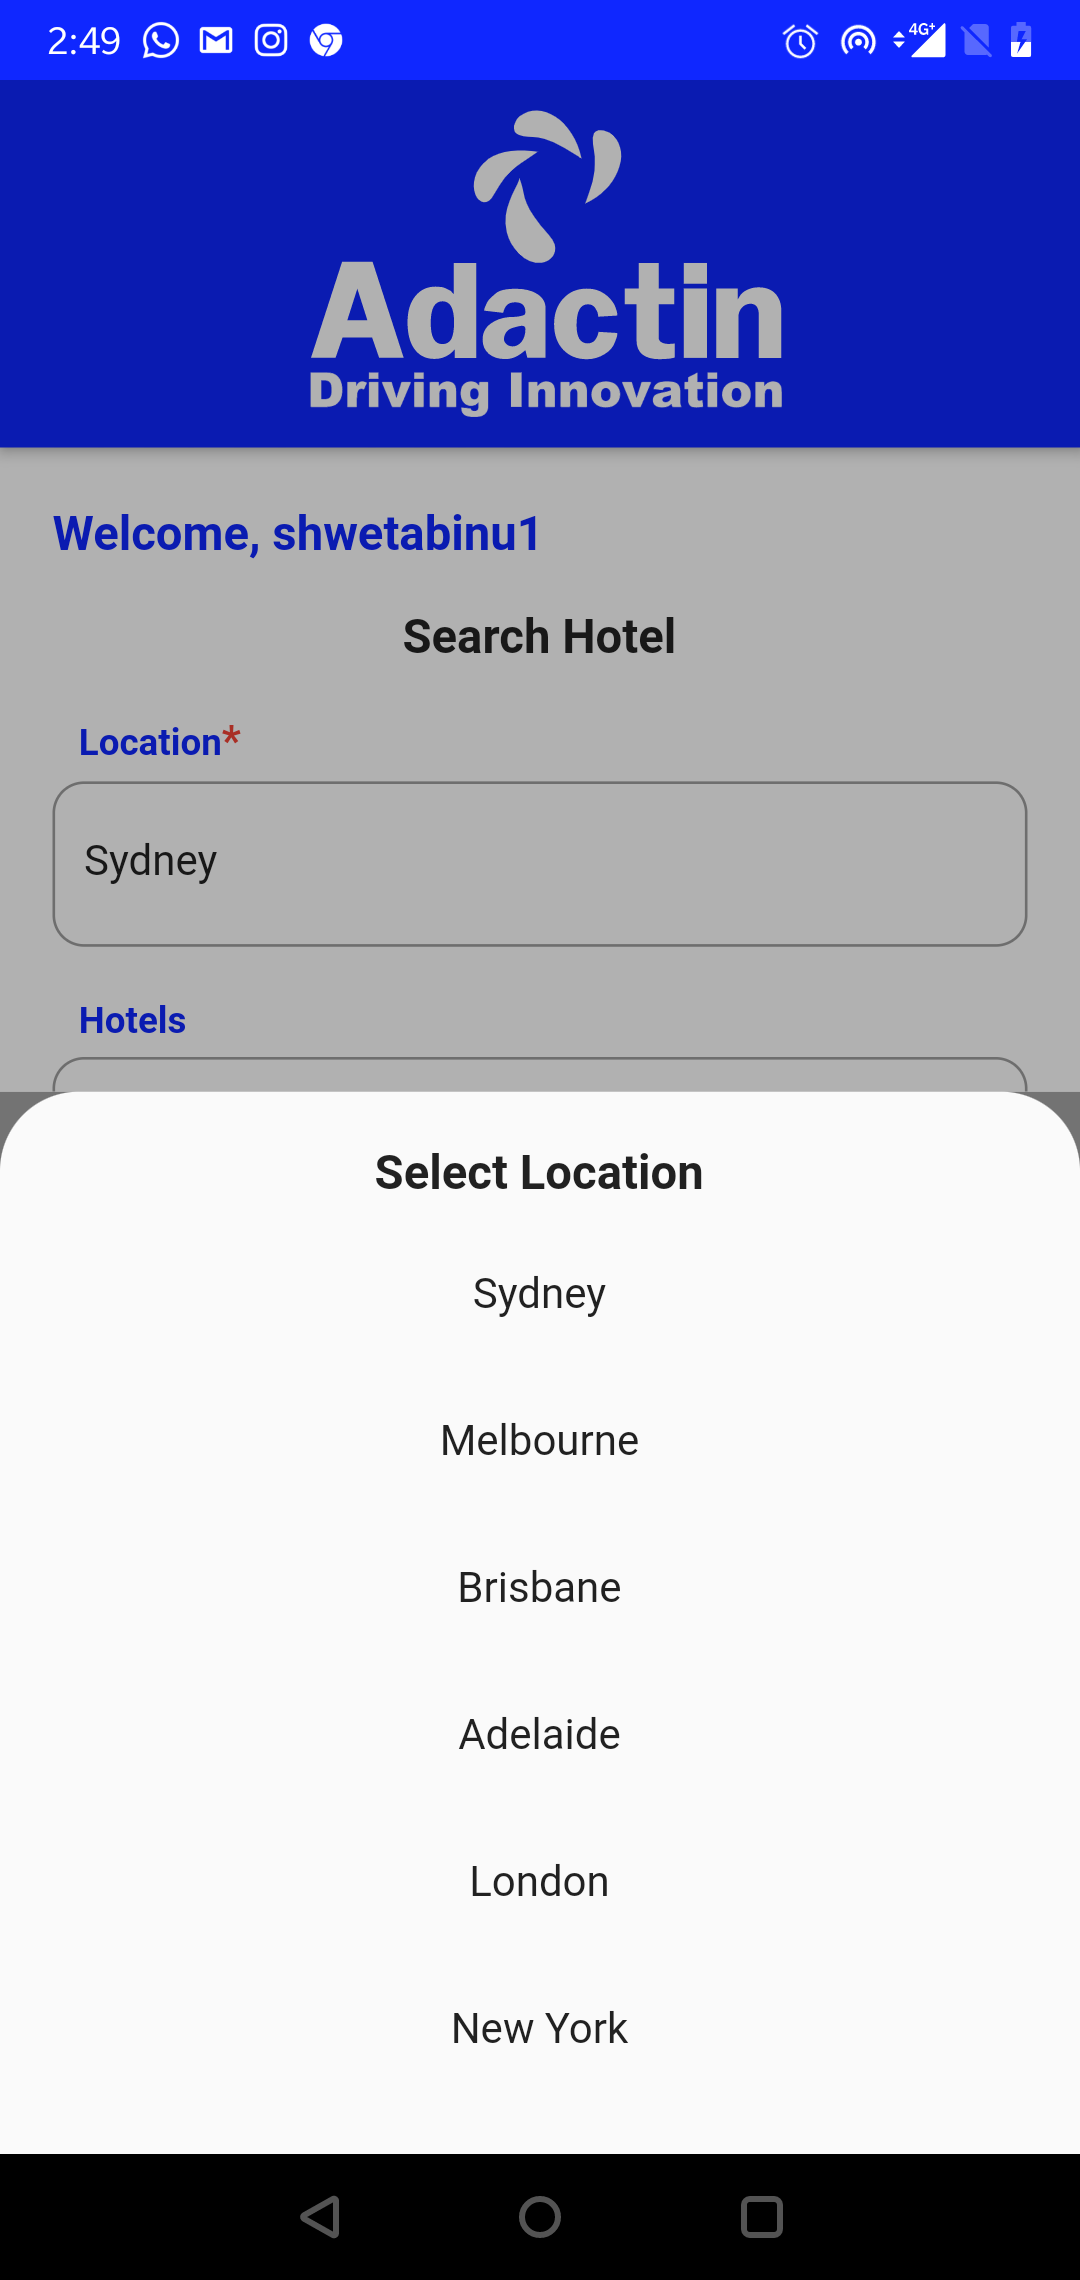 2:49
4G+
Adactin
Driving Innovation
Welcome, shwetabinu1
Search Hotel
Location*
Sydney
Hotels
Select Location
Sydney
Melbourne
Brisbane
Adelaide
London
New York